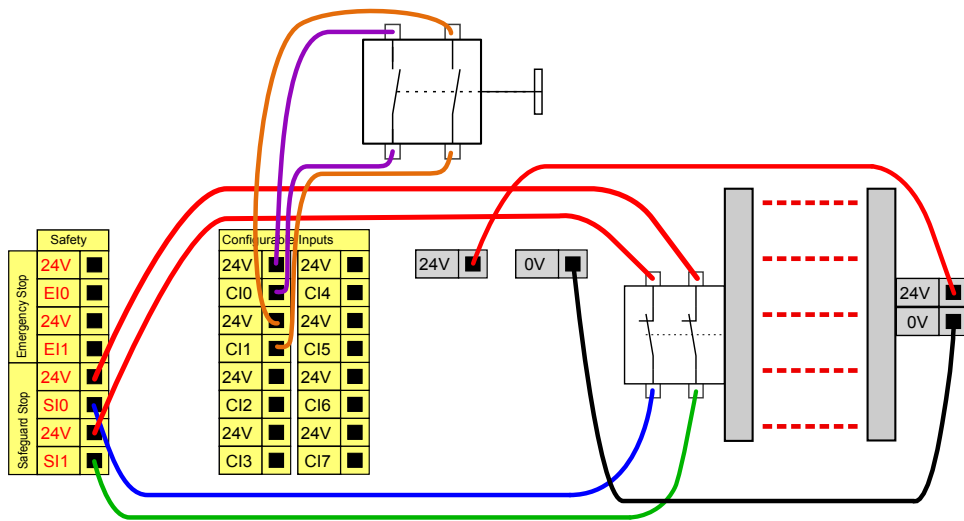 Safety
Emergency Stop
24V
EI0
24V
EI1
Safeguard Stop
24V
SI0
24V
SI1
Configurable Inputs
24V 24V
CI0 CI4
24V 24V
CI1 CI5
24V 24V
CI2 CI6
24V 24V
CI3 CI7
24V
0V
24V
0V